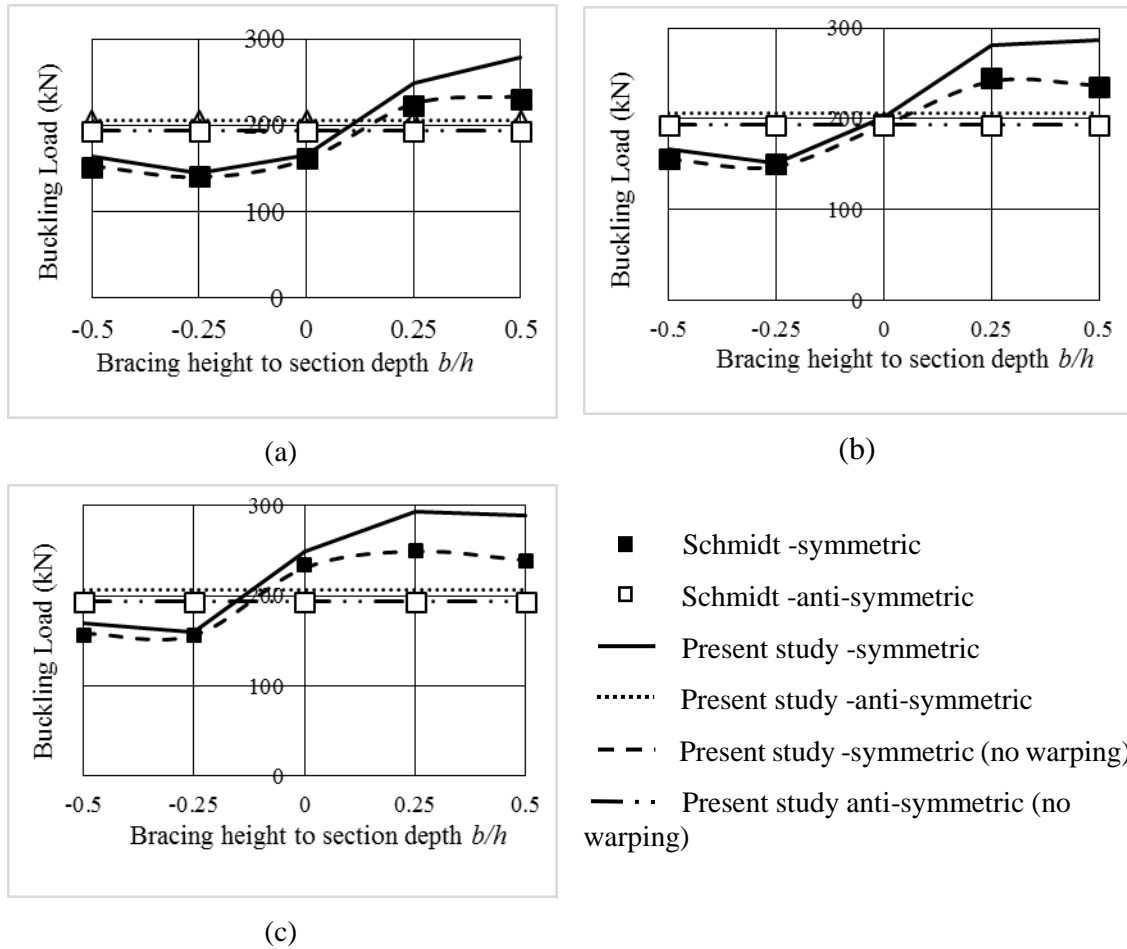 Buckling Load (kN)
300
200
100
0
-0.5 -0.25 0 0.25 0.5
Bracing height to section depth b/h
(a)
Buckling Load (kN)
300
200
100
0
-0.5 -0.25 0 0.25 0.5
Bracing height to section depth b/h
(b)
Buckling Load (kN)
300
200
100
0
-0.5 -0.25 0 0.25 0.5
Bracing height to section depth b/h
(c)
Schmidt -symmetric
Schmidt -anti-symmetric
Present study -symmetric
Present study -anti-symmetric
Present study -symmetric (no warping)
Present study anti-symmetric (no
warping)